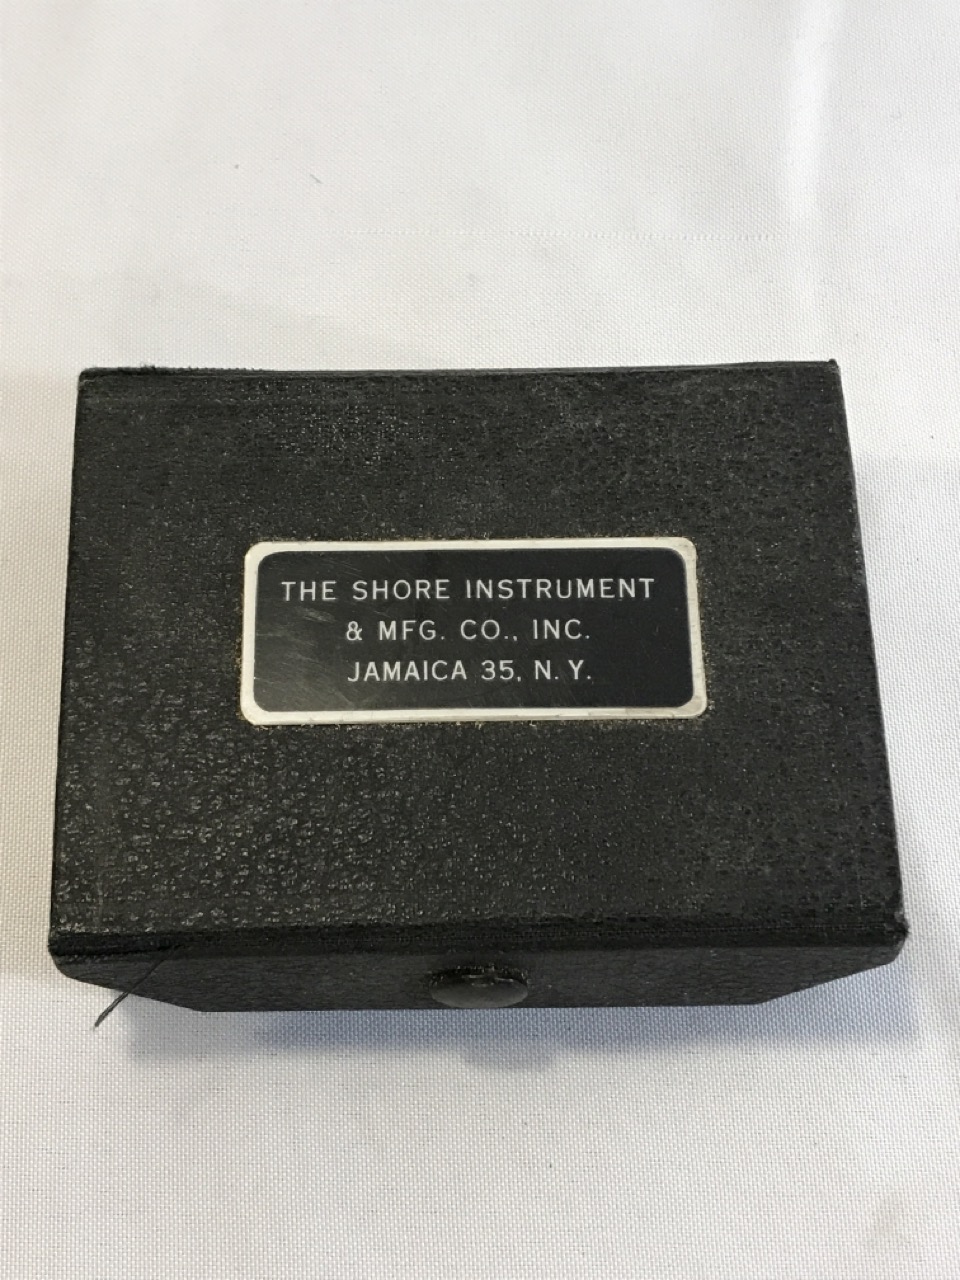 THE SHORE INSTRUMENT
& MFG. CO., INC.
JAMAICA 35, N. Y.